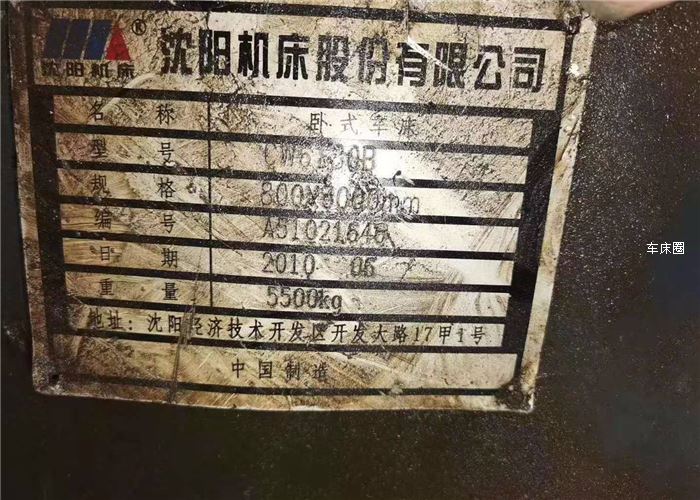 沈阳机床
®
沈阳机床股份有限公司
名 称 卧式车床
型 号
规 格
编 号
日 期 2010 06
重 量 5500kg
地址: 沈阳经济技术开发区开发大路17甲1号
中国制造
车床圈